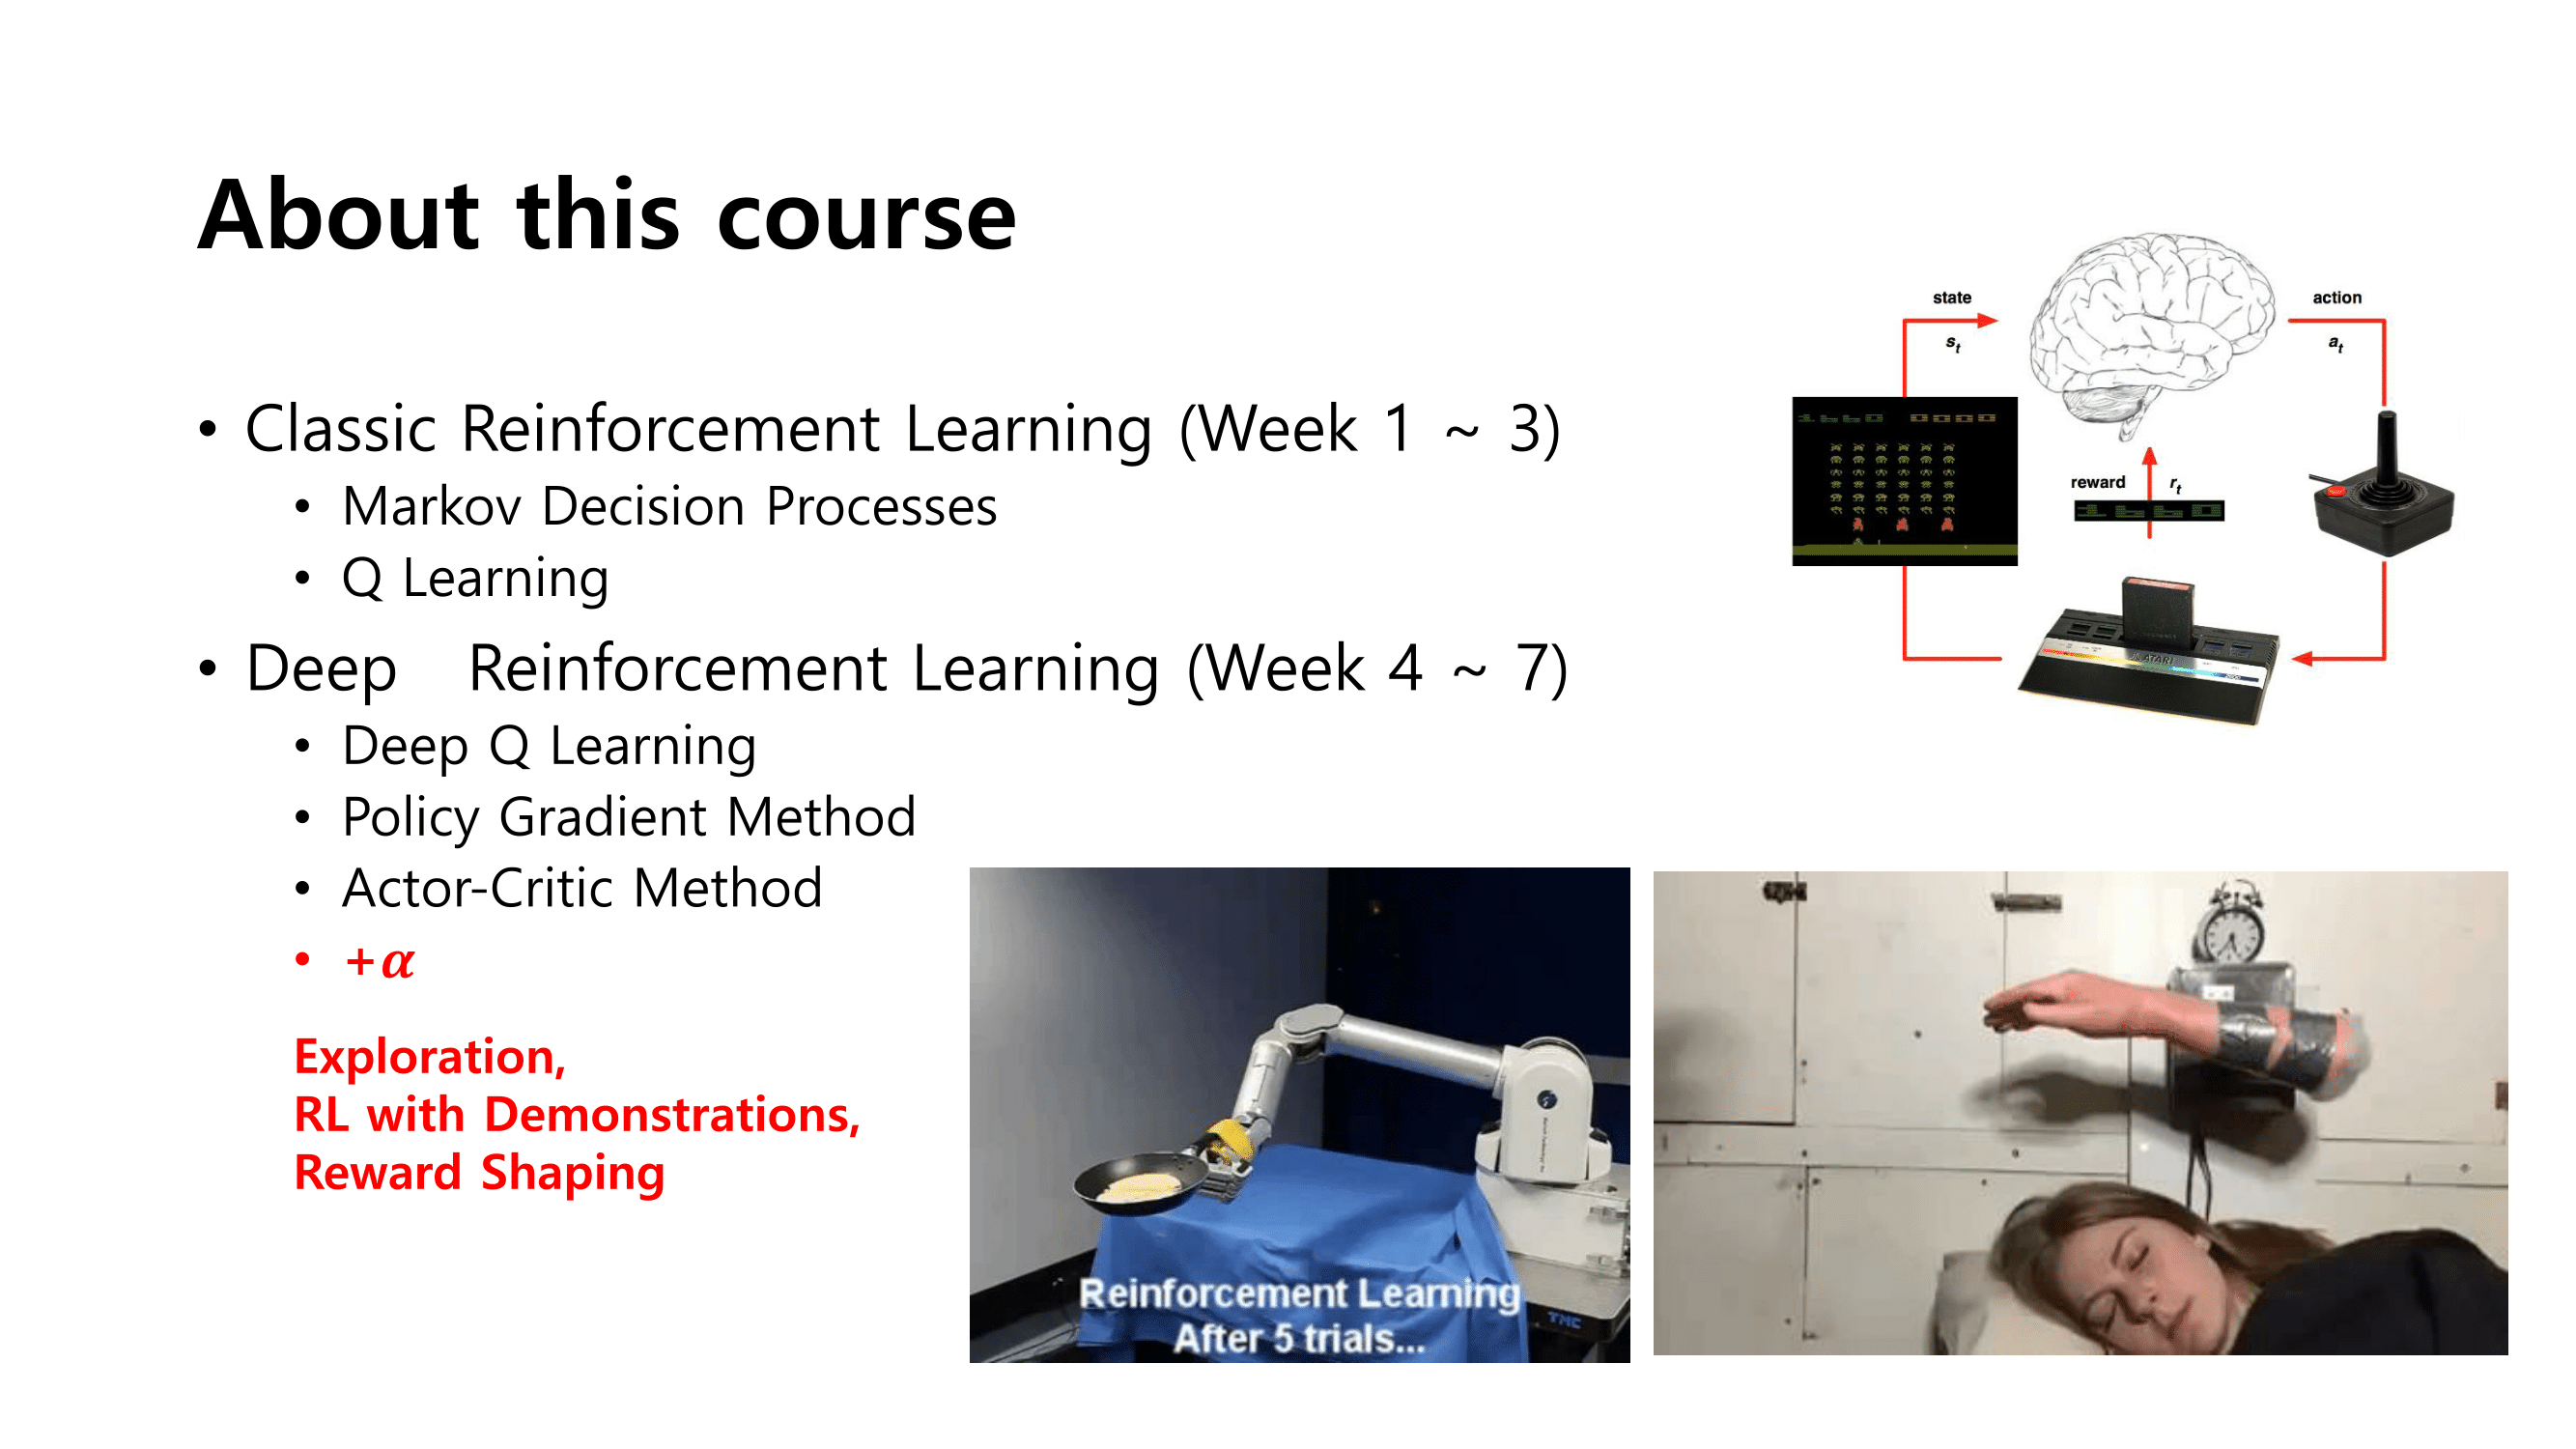 About this course
• Classic Reinforcement Learning (Week 1 ~ 3)
• Markov Decision Processes
• Q Learning
• Deep Reinforcement Learning (Week 4 ~ 7)
• Deep Q Learning
• Policy Gradient Method
• Actor-Critic Method
• +α
Exploration,
RL with Demonstrations,
Reward Shaping
state
s_t
action
a_t
reward r_t
ATARI
Reinforcement Learning
After 5 trials...